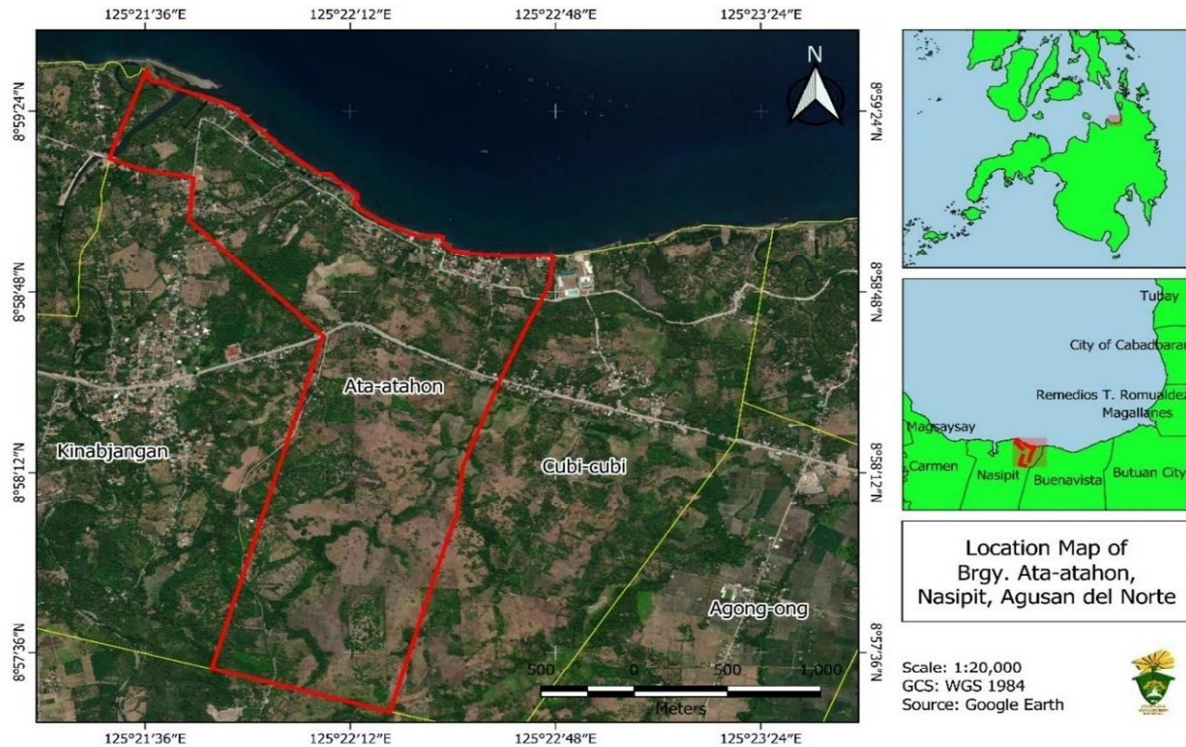 125°21'36"E 125°22'12"E 125°22'48"E 125°23'24"E
8°59'24"N 8°59'24"N
8°58'48"N 8°58'48"N
8°58'12"N 8°58'12"N
8°57'36"N 8°57'36"N
N
Ata-atahon
Kinabjangan
Cubi-cubi
Agong-ong
500 0 500 1,000
Meters
125°21'36"E 125°22'12"E 125°22'48"E 125°23'24"E
Tubay
City of Cabadbaran
Remedios T. Romualdez
Magallanes
Magsaysay
Carmen
Nasipit
Buenavista
Butuan City
Location Map of
Brgy. Ata-atahon,
Nasipit, Agusan del Norte
Scale: 1:20,000
GCS: WGS 1984
Source: Google Earth